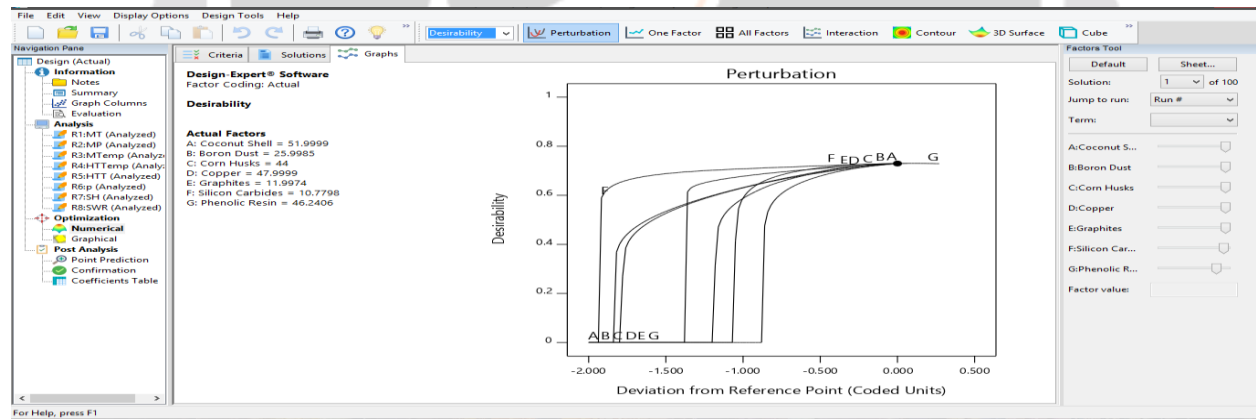 File Edit View Display Options Design Tools Help
» Desirability Perturbation One Factor All Factors Interaction Contour 3D Surface Cube »
Navigation Pane
Design (Actual)
Information
Notes
Summary
Graph Columns
Evaluation
Analysis
R1:MT (Analyzed)
R2:MP (Analyzed)
R3:MTemp (Analyz
R4:HTTemp (Analy:
R5:HTT (Analyzed)
R6:p (Analyzed)
R7:SH (Analyzed)
R8:SWR (Analyzed)
Optimization
Numerical
Graphical
Post Analysis
Point Prediction
Confirmation
Coefficients Table
Criteria Solutions Graphs
Design-Expert® Software
Factor Coding: Actual
Desirability
Actual Factors
A: Coconut Shell = 51.9999
B: Boron Dust = 25.9985
C: Corn Husks = 44
D: Copper = 47.9999
E: Graphites = 11.9974
F: Silicon Carbides = 10.7798
G: Phenolic Resin = 46.2406
Perturbation
Desirability
1
0.8
0.6
0.4
0.2
0
F E D C B A G
F
A B C D E G
-2.000 -1.500 -1.000 -0.500 0.000 0.500
Deviation from Reference Point (Coded Units)
Factors Tool
Default Sheet...
Solution: 1 of 100
Jump to run: Run #
Term:
A:Coconut S...
B:Boron Dust
C:Corn Husks
D:Copper
E:Graphites
F:Silicon Car...
G:Phenolic R...
Factor value:
For Help, press F1